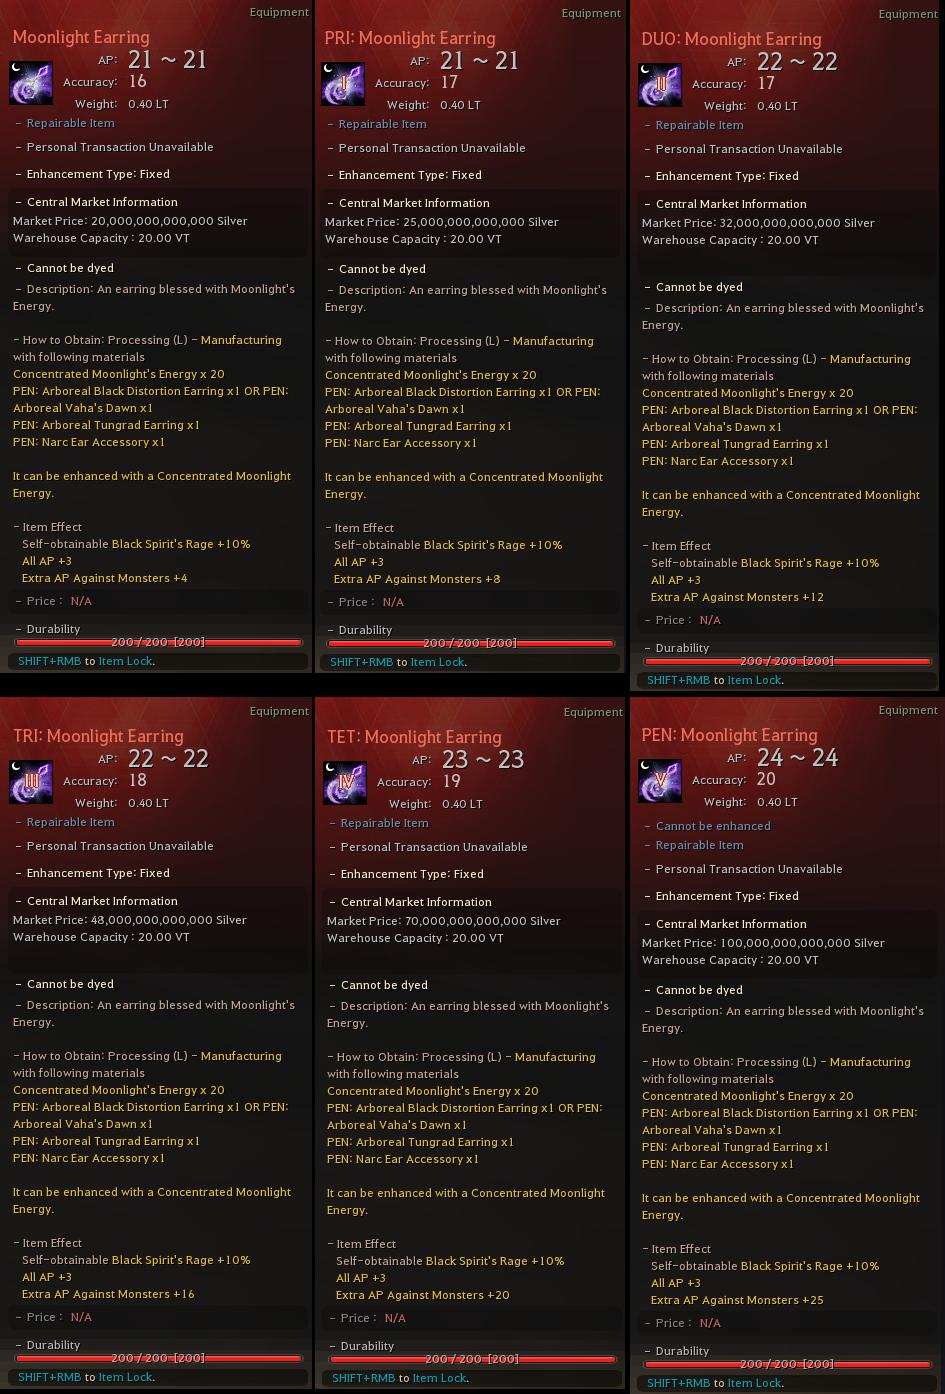 Equipment
Moonlight Earring
AP: 21 ~ 21
Accuracy: 16
Weight: 0.40 LT
- Repairable Item
- Personal Transaction Unavailable
- Enhancement Type: Fixed
- Central Market Information
Market Price: 20,000,000,000,000 Silver
Warehouse Capacity : 20.00 VT
- Cannot be dyed
- Description: An earring blessed with Moonlight's
Energy.
- How to Obtain: Processing (L) - Manufacturing
with following materials
Concentrated Moonlight's Energy x 20
PEN: Arboreal Black Distortion Earring x1 OR PEN:
Arboreal Vaha's Dawn x1
PEN: Arboreal Tungrad Earring x1
PEN: Narc Ear Accessory x1
It can be enhanced with a Concentrated Moonlight
Energy.
- Item Effect
Self-obtainable Black Spirit's Rage +10%
All AP +3
Extra AP Against Monsters +4
- Price : N/A
- Durability
200 / 200 [200]
SHIFT+RMB to Item Lock.
Equipment
PRI: Moonlight Earring
I
AP: 21 ~ 21
Accuracy: 17
Weight: 0.40 LT
- Repairable Item
- Personal Transaction Unavailable
- Enhancement Type: Fixed
- Central Market Information
Market Price: 25,000,000,000,000 Silver
Warehouse Capacity : 20.00 VT
- Cannot be dyed
- Description: An earring blessed with Moonlight's
Energy.
- How to Obtain: Processing (L) - Manufacturing
with following materials
Concentrated Moonlight's Energy x 20
PEN: Arboreal Black Distortion Earring x1 OR PEN:
Arboreal Vaha's Dawn x1
PEN: Arboreal Tungrad Earring x1
PEN: Narc Ear Accessory x1
It can be enhanced with a Concentrated Moonlight
Energy.
- Item Effect
Self-obtainable Black Spirit's Rage +10%
All AP +3
Extra AP Against Monsters +8
- Price : N/A
- Durability
200 / 200 [200]
SHIFT+RMB to Item Lock.
Equipment
DUO: Moonlight Earring
II
AP: 22 ~ 22
Accuracy: 17
Weight: 0.40 LT
- Repairable Item
- Personal Transaction Unavailable
- Enhancement Type: Fixed
- Central Market Information
Market Price: 32,000,000,000,000 Silver
Warehouse Capacity : 20.00 VT
- Cannot be dyed
- Description: An earring blessed with Moonlight's
Energy.
- How to Obtain: Processing (L) - Manufacturing
with following materials
Concentrated Moonlight's Energy x 20
PEN: Arboreal Black Distortion Earring x1 OR PEN:
Arboreal Vaha's Dawn x1
PEN: Arboreal Tungrad Earring x1
PEN: Narc Ear Accessory x1
It can be enhanced with a Concentrated Moonlight
Energy.
- Item Effect
Self-obtainable Black Spirit's Rage +10%
All AP +3
Extra AP Against Monsters +12
- Price : N/A
- Durability
200 / 200 [200]
SHIFT+RMB to Item Lock.
Equipment
TRI: Moonlight Earring
III
AP: 22 ~ 22
Accuracy: 18
Weight: 0.40 LT
- Repairable Item
- Personal Transaction Unavailable
- Enhancement Type: Fixed
- Central Market Information
Market Price: 48,000,000,000,000 Silver
Warehouse Capacity : 20.00 VT
- Cannot be dyed
- Description: An earring blessed with Moonlight's
Energy.
- How to Obtain: Processing (L) - Manufacturing
with following materials
Concentrated Moonlight's Energy x 20
PEN: Arboreal Black Distortion Earring x1 OR PEN:
Arboreal Vaha's Dawn x1
PEN: Arboreal Tungrad Earring x1
PEN: Narc Ear Accessory x1
It can be enhanced with a Concentrated Moonlight
Energy.
- Item Effect
Self-obtainable Black Spirit's Rage +10%
All AP +3
Extra AP Against Monsters +16
- Price : N/A
- Durability
200 / 200 [200]
SHIFT+RMB to Item Lock.
Equipment
TET: Moonlight Earring
IV
AP: 23 ~ 23
Accuracy: 19
Weight: 0.40 LT
- Repairable Item
- Personal Transaction Unavailable
- Enhancement Type: Fixed
- Central Market Information
Market Price: 70,000,000,000,000 Silver
Warehouse Capacity : 20.00 VT
- Cannot be dyed
- Description: An earring blessed with Moonlight's
Energy.
- How to Obtain: Processing (L) - Manufacturing
with following materials
Concentrated Moonlight's Energy x 20
PEN: Arboreal Black Distortion Earring x1 OR PEN:
Arboreal Vaha's Dawn x1
PEN: Arboreal Tungrad Earring x1
PEN: Narc Ear Accessory x1
It can be enhanced with a Concentrated Moonlight
Energy.
- Item Effect
Self-obtainable Black Spirit's Rage +10%
All AP +3
Extra AP Against Monsters +20
- Price : N/A
- Durability
200 / 200 [200]
SHIFT+RMB to Item Lock.
Equipment
PEN: Moonlight Earring
V
AP: 24 ~ 24
Accuracy: 20
Weight: 0.40 LT
- Cannot be enhanced
- Repairable Item
- Personal Transaction Unavailable
- Enhancement Type: Fixed
- Central Market Information
Market Price: 100,000,000,000,000 Silver
Warehouse Capacity : 20.00 VT
- Cannot be dyed
- Description: An earring blessed with Moonlight's
Energy.
- How to Obtain: Processing (L) - Manufacturing
with following materials
Concentrated Moonlight's Energy x 20
PEN: Arboreal Black Distortion Earring x1 OR PEN:
Arboreal Vaha's Dawn x1
PEN: Arboreal Tungrad Earring x1
PEN: Narc Ear Accessory x1
It can be enhanced with a Concentrated Moonlight
Energy.
- Item Effect
Self-obtainable Black Spirit's Rage +10%
All AP +3
Extra AP Against Monsters +25
- Price : N/A
- Durability
200 / 200 [200]
SHIFT+RMB to Item Lock.